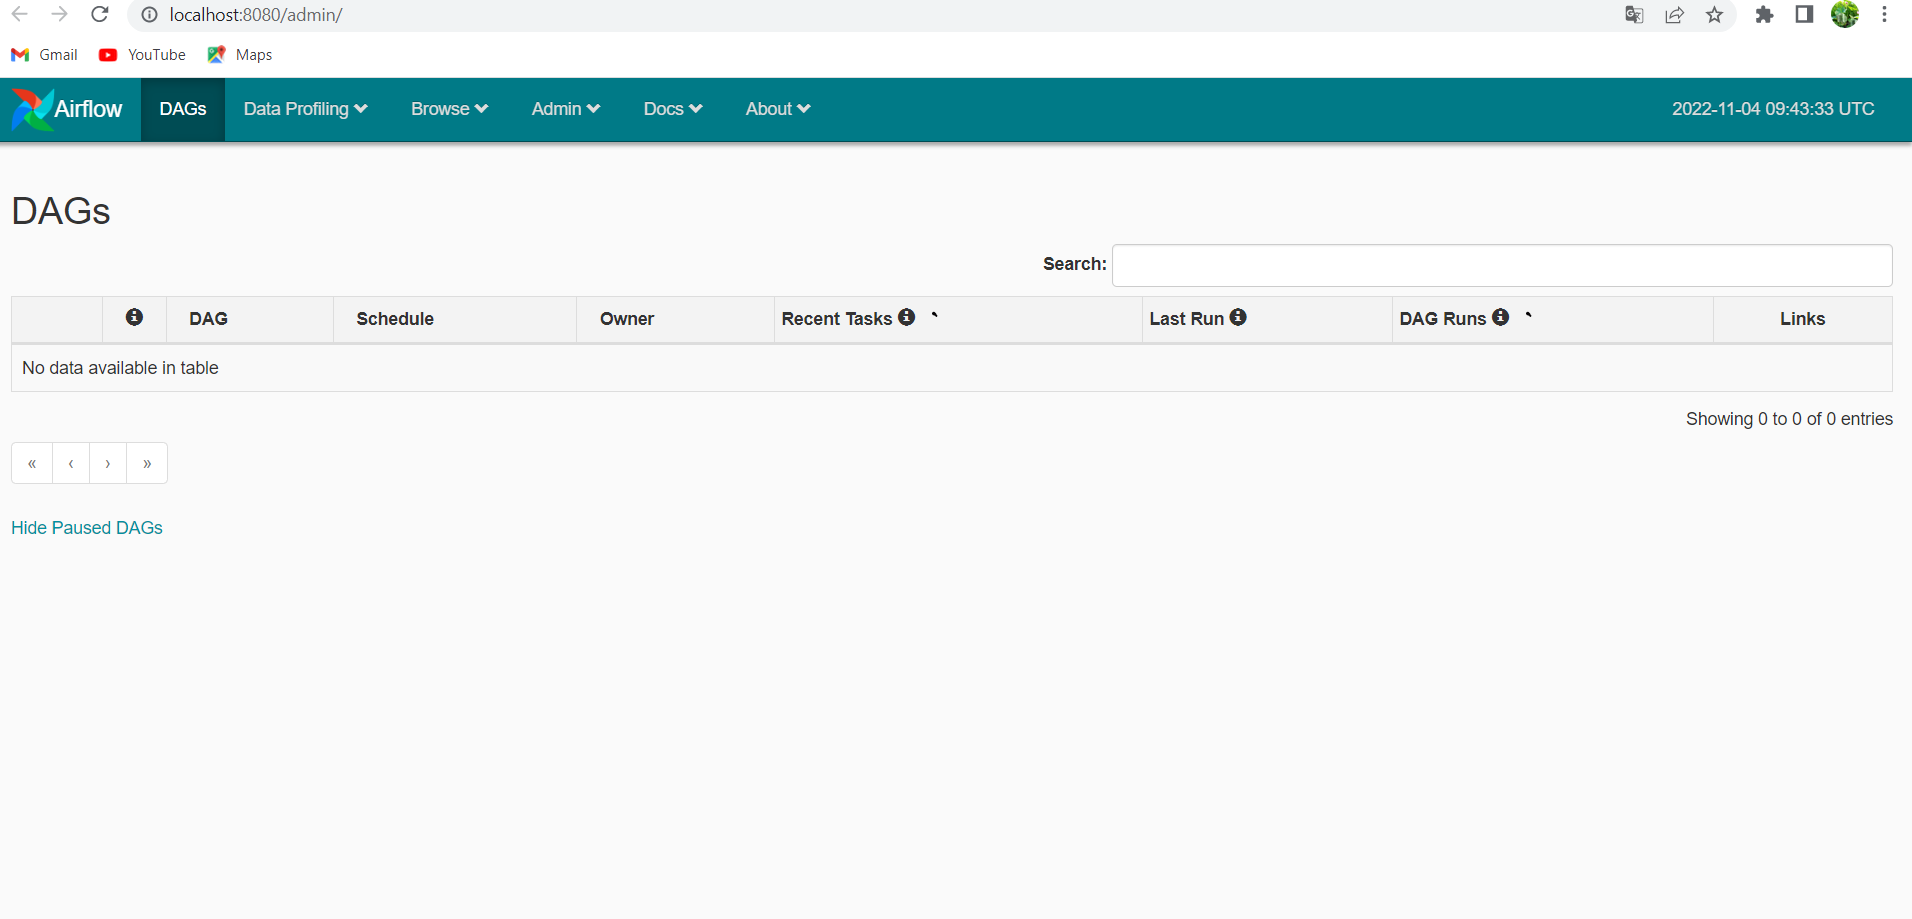 localhost:8080/admin/
Gmail YouTube Maps
Airflow DAGs Data Profiling Browse Admin Docs About 2022-11-04 09:43:33 UTC
DAGs
Search:
DAG Schedule Owner Recent Tasks Last Run DAG Runs Links
No data available in table
Showing 0 to 0 of 0 entries
« ‹ › »
Hide Paused DAGs